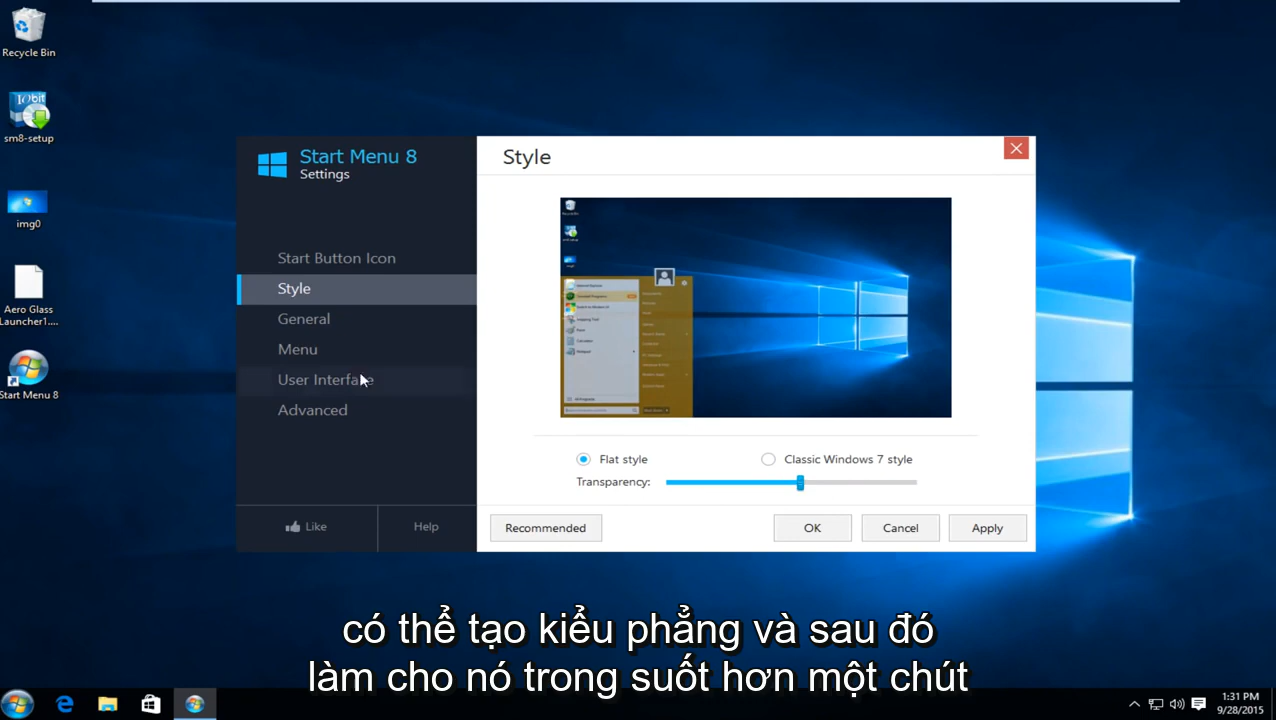 Recycle Bin
IObit
sm8-setup
img0
Aero Glass
Launcher1....
Start Menu 8
Start Menu 8
Settings
Start Button Icon
Style
General
Menu
User Interface
Advanced
Like
Help
Style
Flat style
Classic Windows 7 style
Transparency:
Recommended
OK
Cancel
Apply
có thể tạo kiểu phẳng và sau đó
làm cho nó trong suốt hơn một chút
1:31 PM
9/28/2015